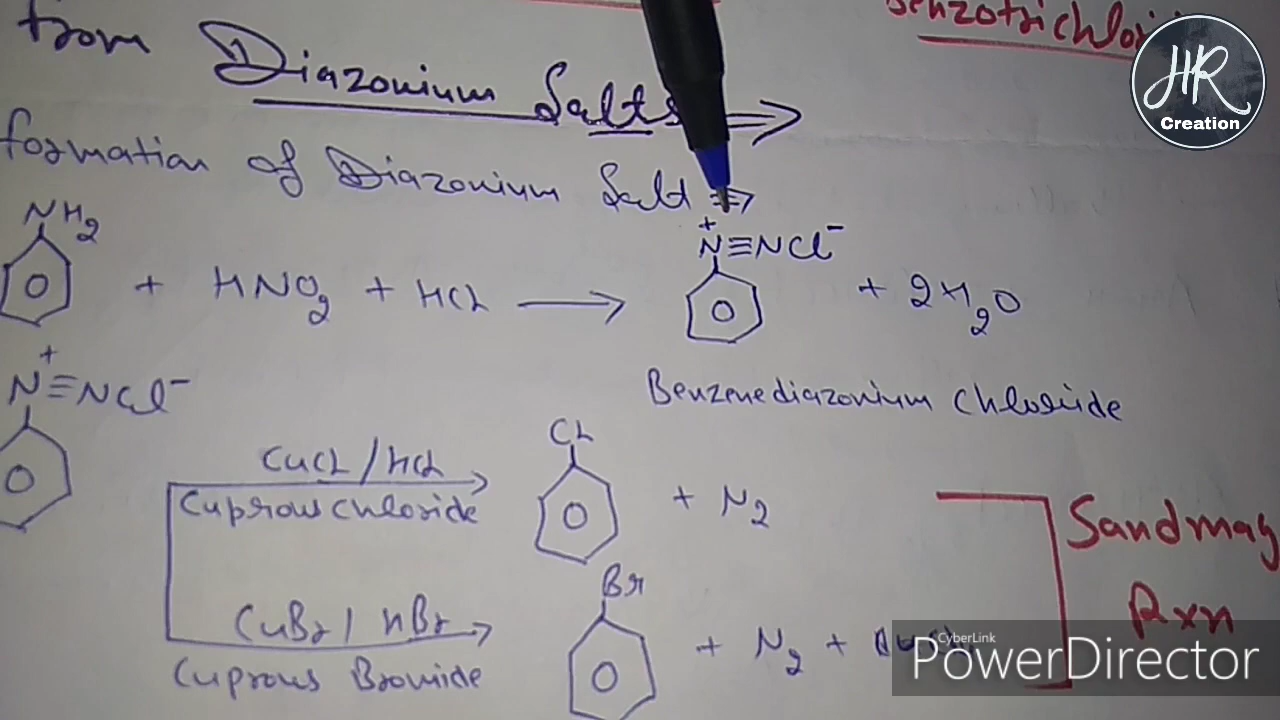 from Diazonium Salts ⇒
HR
Creation
formation of Diazonium Salt ⇒
NH2
+ HNO2 + HCl ⟶
+
N≡NCl-
+ 2H2O
+
N≡NCl-
Benzenediazonium chloride
CuCl / HCl
Cuprous chloride
Cl
+ N2
Sandmay
Rxn
CuBr / HBr
Cuprous Bromide
Br
+ N2 +
CyberLink
PowerDirector